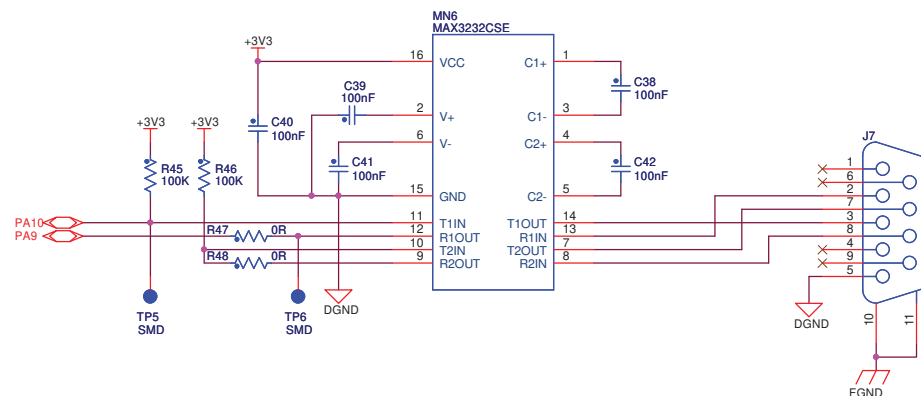 MN6
MAX3232CSE
+3V3
16
VCC
C1+
1
C39
100nF
C38
100nF
2
V+
C1-
3
C40
100nF
+3V3
+3V3
6
V-
C2+
4
J7
R45
100K
R46
100K
C41
100nF
C42
100nF
15
GND
C2-
5
1
6
2
7
3
8
4
9
5
PA10
11
T1IN
T1OUT
14
PA9
R47
0R
12
R1OUT
R1IN
13
10
T2IN
T2OUT
7
R48
0R
9
R2OUT
R2IN
8
TP5
SMD
TP6
SMD
DGND
DGND
10
11
FGND